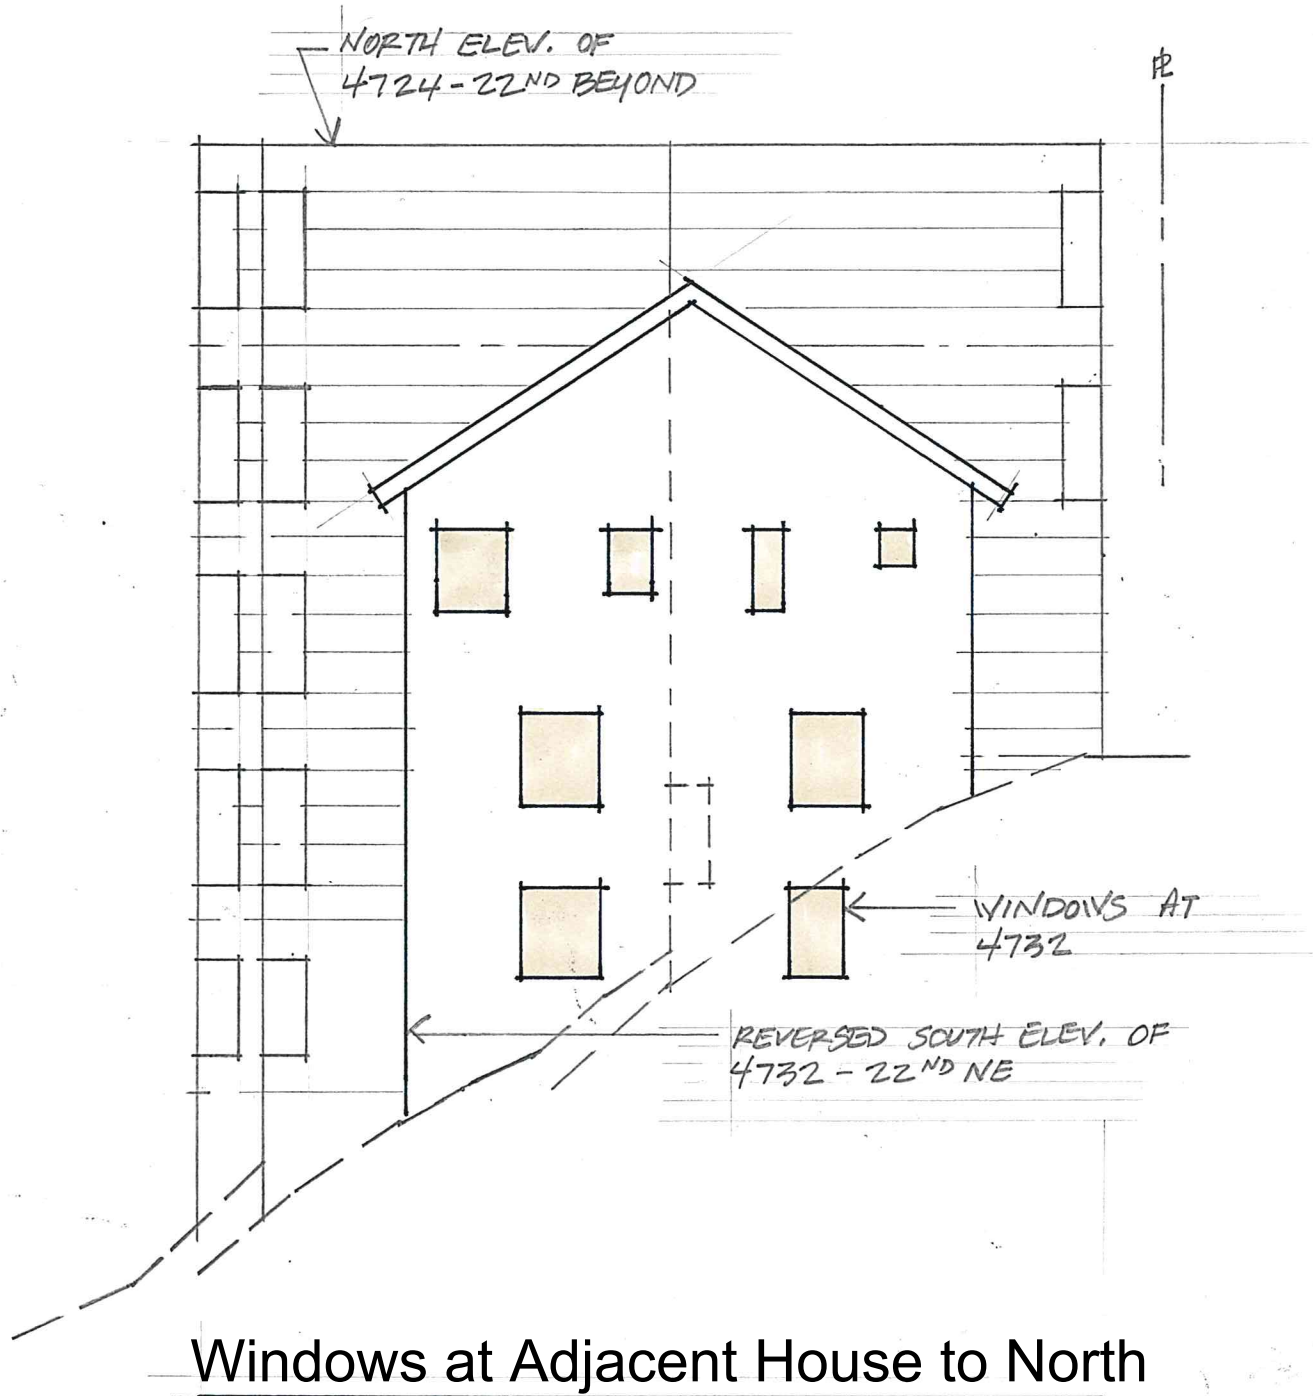 NORTH ELEV. OF
4724-22ND BEYOND
PL
WINDOWS AT
4732
REVERSED SOUTH ELEV. OF
4732-22ND NE
Windows at Adjacent House to North